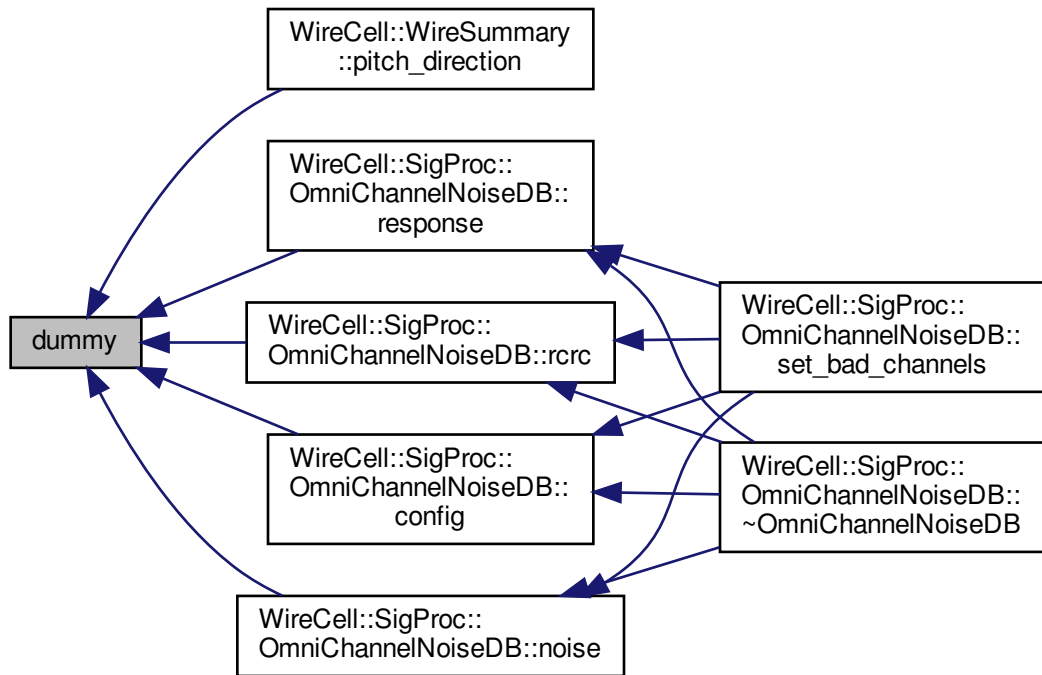 WireCell::WireSummary
::pitch_direction
WireCell::SigProc::
OmniChannelNoiseDB::
response
dummy
WireCell::SigProc::
OmniChannelNoiseDB::rcrc
WireCell::SigProc::
OmniChannelNoiseDB::
config
WireCell::SigProc::
OmniChannelNoiseDB::noise
WireCell::SigProc::
OmniChannelNoiseDB::
set_bad_channels
WireCell::SigProc::
OmniChannelNoiseDB::
~OmniChannelNoiseDB